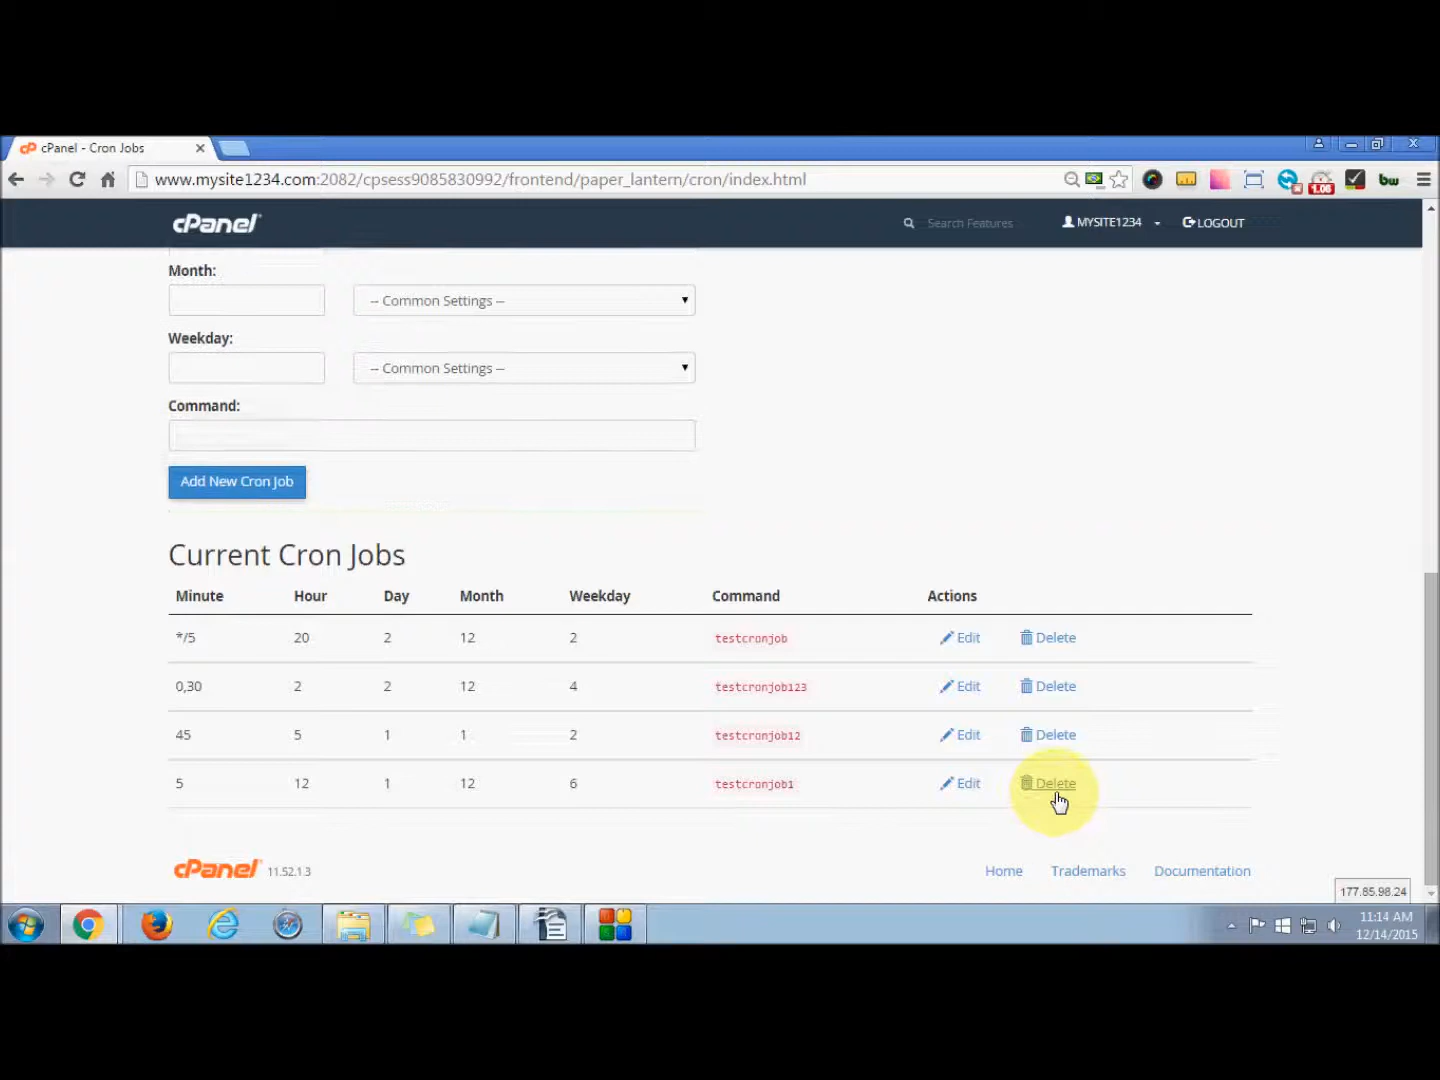 cPanel - Cron Jobs
www.mysite1234.com:2082/cpsess9085830992/frontend/paper_lantern/cron/index.html
1.06
bw
cPanel
Search Features
MYSITE1234
LOGOUT
Month:
-- Common Settings --
Weekday:
-- Common Settings --
Command:
Add New Cron Job
Current Cron Jobs
Minute Hour Day Month Weekday Command Actions
*/5 20 2 12 2 testcronjob Edit Delete
0,30 2 2 12 4 testcronjob123 Edit Delete
45 5 1 1 2 testcronjob12 Edit Delete
5 12 1 12 6 testcronjob1 Edit Delete
cPanel 11.52.1.3
Home Trademarks Documentation
177.85.98.24
11:14 AM
12/14/2015